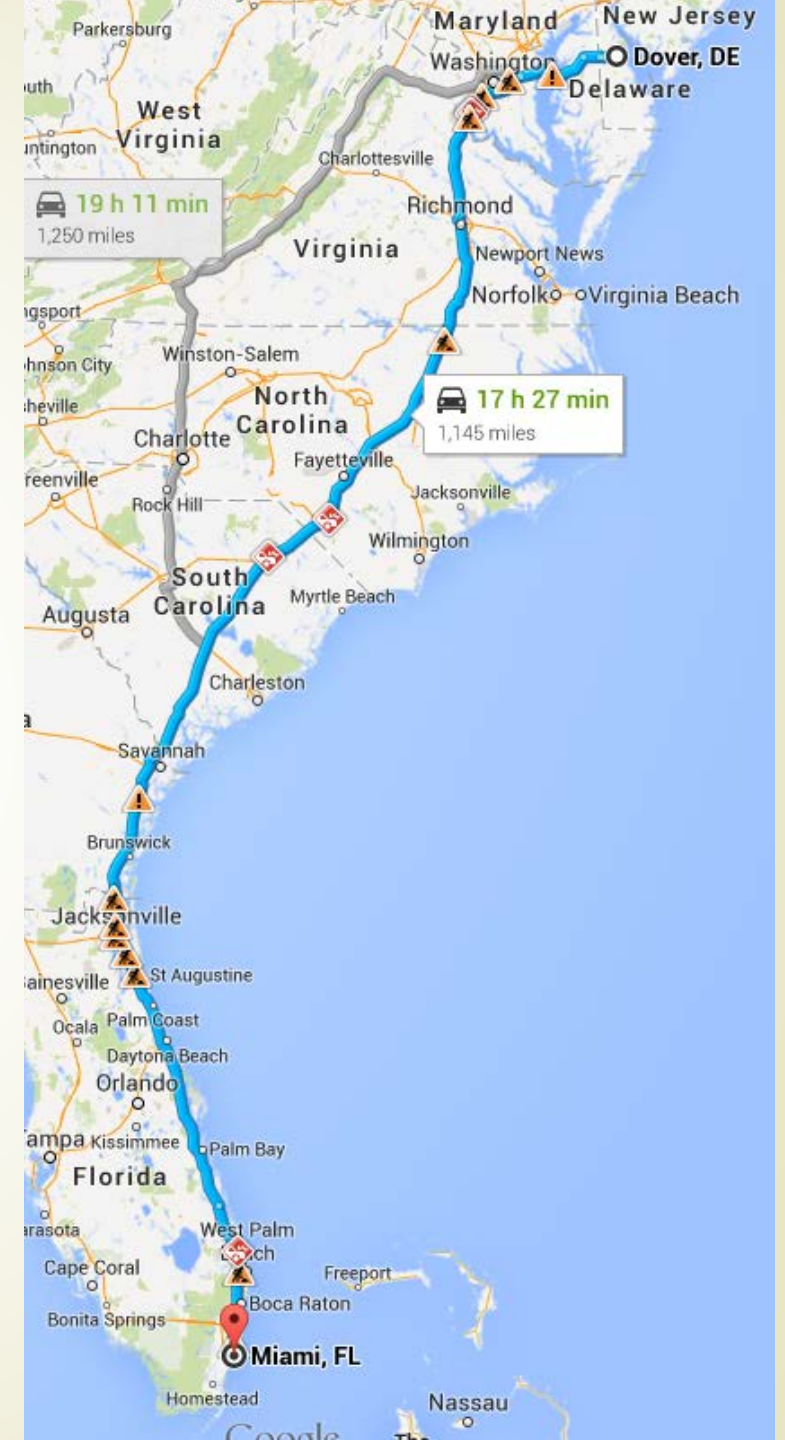 Maryland
New Jersey
Parkersburg
Washington
Dover, DE
Delaware
West
Virginia
Charlottesville
19 h 11 min
1,250 miles
Richmond
Virginia
Newport News
Norfolk
Virginia Beach
Winston-Salem
17 h 27 min
1,145 miles
North
Carolina
Charlotte
Fayetteville
Rock Hill
Jacksonville
Wilmington
South
Carolina
Myrtle Beach
Augusta
Charleston
Savannah
Brunswick
Jacksonville
St Augustine
Ocala
Palm Coast
Daytona Beach
Orlando
Kissimmee
Palm Bay
Florida
West Palm
Cape Coral
Freeport
Boca Raton
Bonita Springs
Miami, FL
Homestead
Nassau
Google